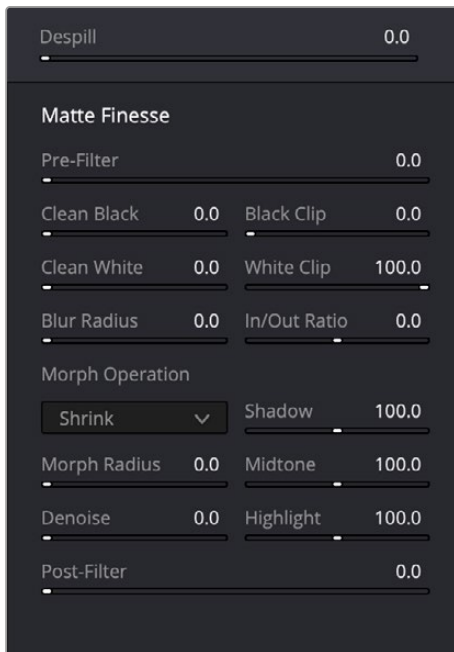 Despill 0.0
Matte Finesse
Pre-Filter 0.0
Clean Black 0.0 Black Clip 0.0
Clean White 0.0 White Clip 100.0
Blur Radius 0.0 In/Out Ratio 0.0
Morph Operation
Shrink Shadow 100.0
Morph Radius 0.0 Midtone 100.0
Denoise 0.0 Highlight 100.0
Post-Filter 0.0